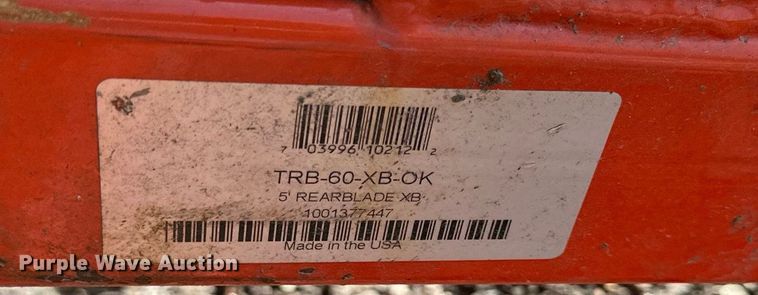 7 03996 10212 2
TRB-60-XB-OK
5' REARBLADE XB
1001377447
Made in the USA
Purple Wave Auction